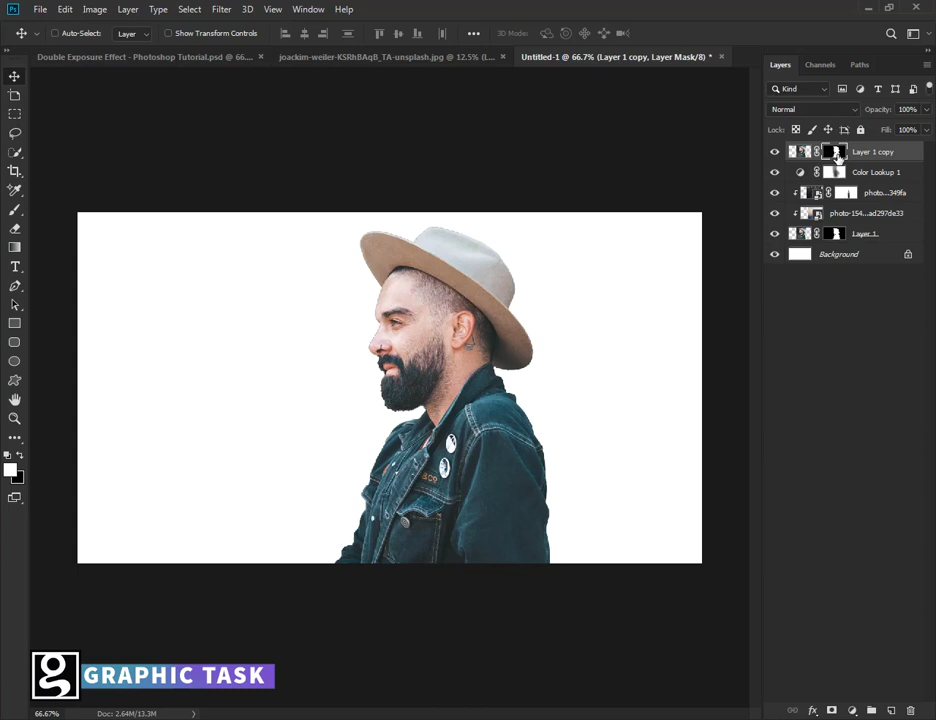 Ps File Edit Image Layer Type Select Filter 3D View Window Help
Auto-Select: Layer Show Transform Controls ••• 3D Mode:
Double Exposure Effect - Photoshop Tutorial.psd @ 66.... × joackim-weiler-KSRhBAqB_TA-unsplash.jpg @ 12.5% (L... × Untitled-1 @ 66.7% (Layer 1 copy, Layer Mask/8) * ×
Layers Channels Paths
Kind
Normal Opacity: 100%
Lock: Fill: 100%
Layer 1 copy
Color Lookup 1
photo...349fa
photo-154...ad297de33
Layer 1
Background
g GRAPHIC TASK
66.67% Doc: 2.64M/13.3M